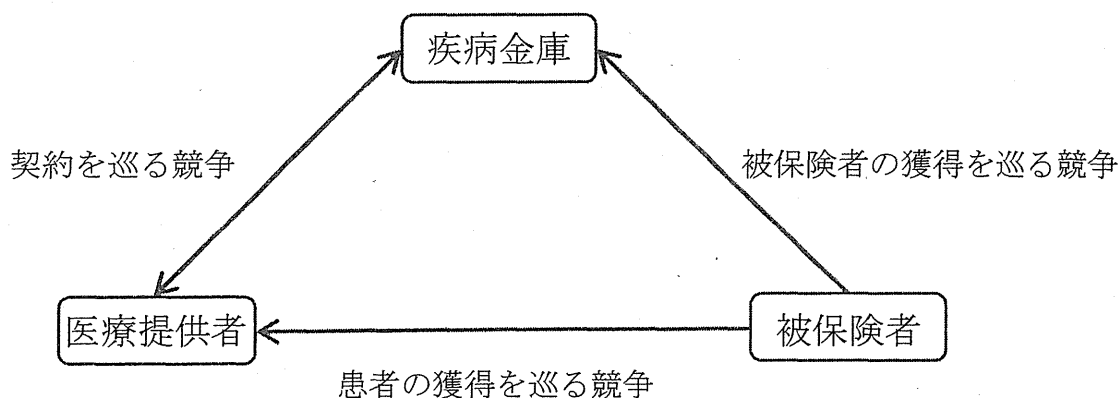 疾病金庫
契約を巡る競争
被保険者の獲得を巡る競争
医療提供者
被保険者
患者の獲得を巡る競争